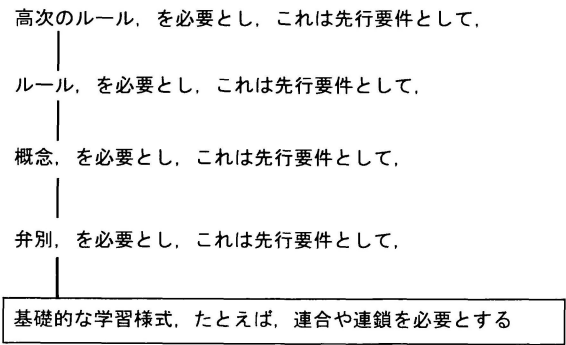 高次のルール，を必要とし，これは先行要件として，
ルール，を必要とし，これは先行要件として，
概念，を必要とし，これは先行要件として，
弁別，を必要とし，これは先行要件として，
基礎的な学習様式，たとえば，連合や連鎖を必要とする